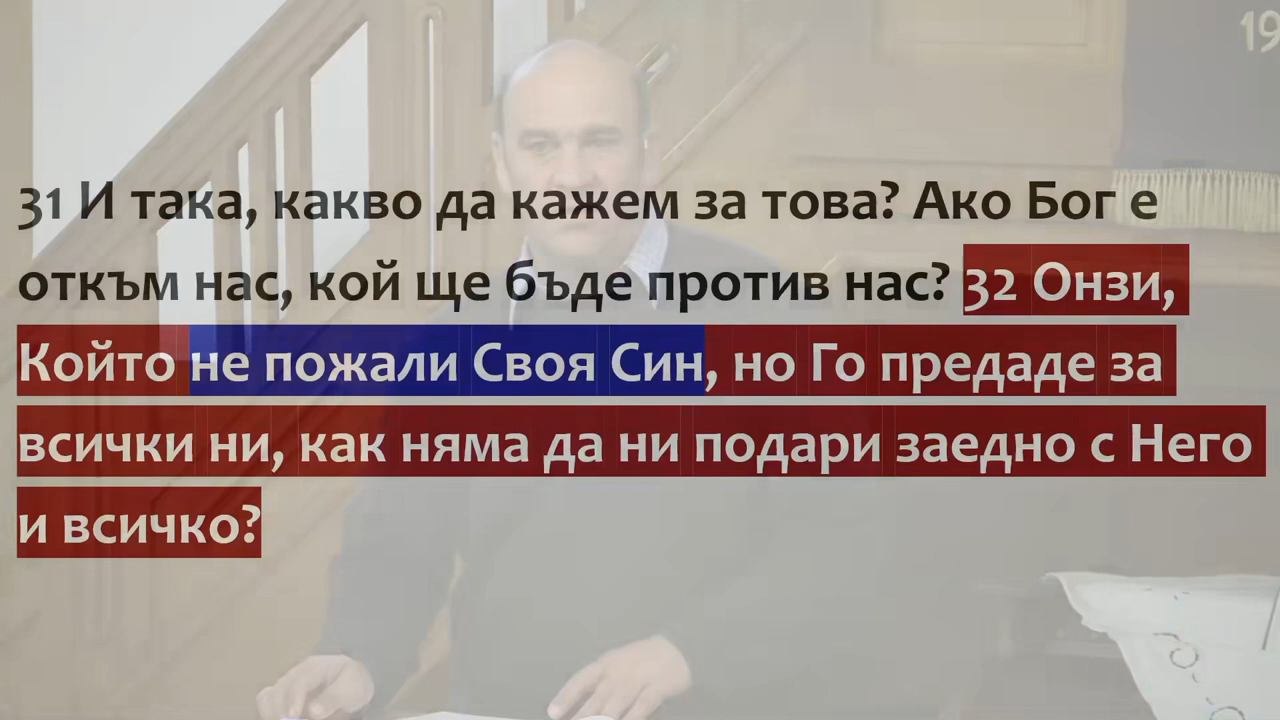 19
31 И така, какво да кажем за това? Ако Бог е
откъм нас, кой ще бъде против нас? 32 Онзи,
Който не пожали Своя Син, но Го предаде за
всички ни, как няма да ни подари заедно с Него
и всичко?